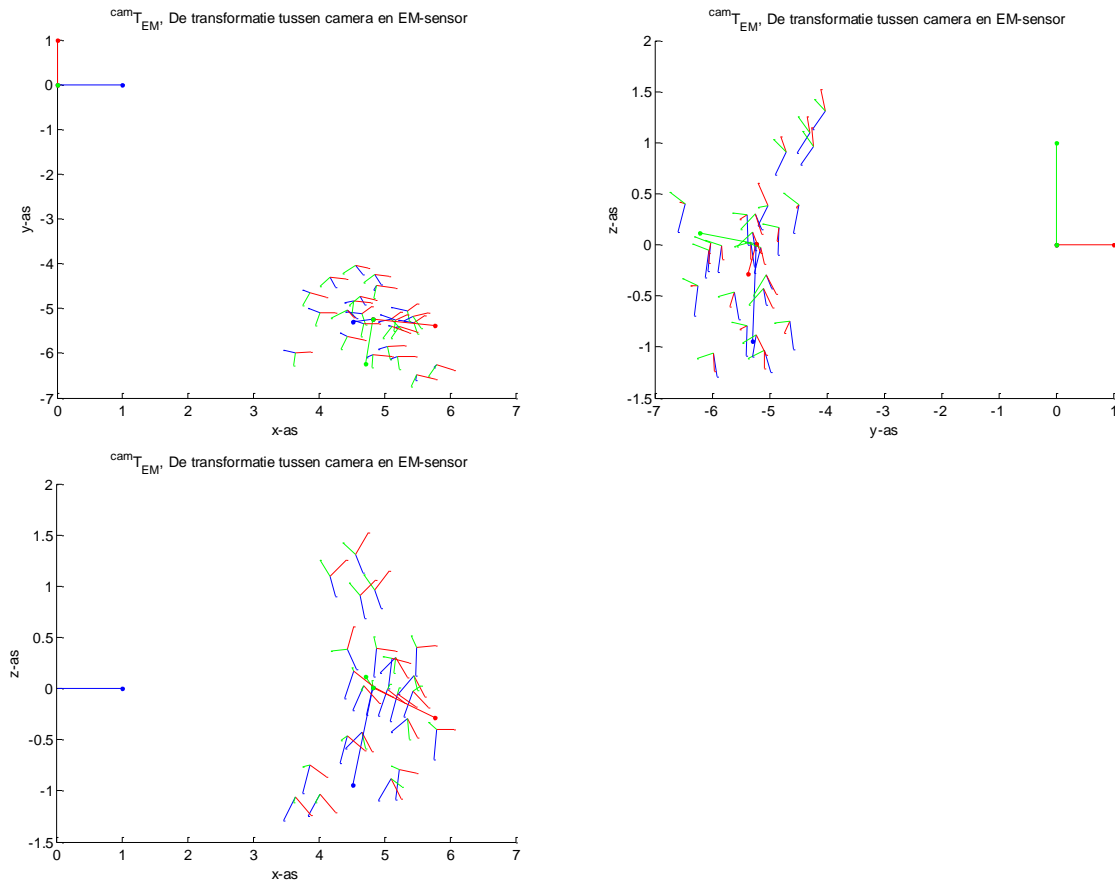 camT_EM, De transformatie tussen camera en EM-sensor
1
0
-1
-2
-3
-4
-5
-6
-7
y-as
0 1 2 3 4 5 6 7
x-as
camT_EM, De transformatie tussen camera en EM-sensor
2
1.5
1
0.5
0
-0.5
-1
-1.5
z-as
-7 -6 -5 -4 -3 -2 -1 0 1
y-as
camT_EM, De transformatie tussen camera en EM-sensor
2
1.5
1
0.5
0
-0.5
-1
-1.5
z-as
0 1 2 3 4 5 6 7
x-as